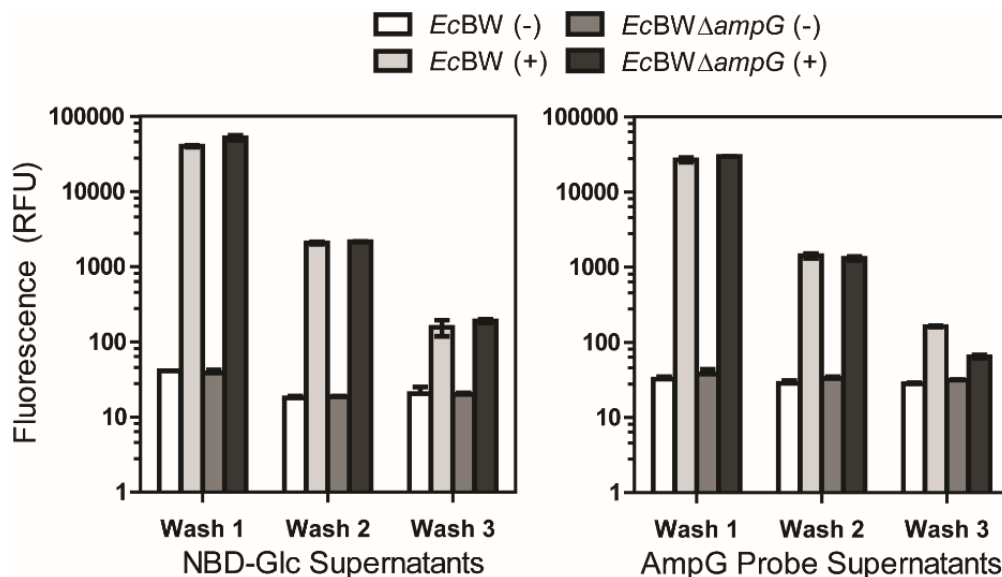 EcBW (-) EcBWΔampG (-)
EcBW (+) EcBWΔampG (+)
Fluorescence (RFU)
100000
10000
1000
100
10
1
Wash 1 Wash 2 Wash 3
NBD-Glc Supernatants
100000
10000
1000
100
10
1
Wash 1 Wash 2 Wash 3
AmpG Probe Supernatants